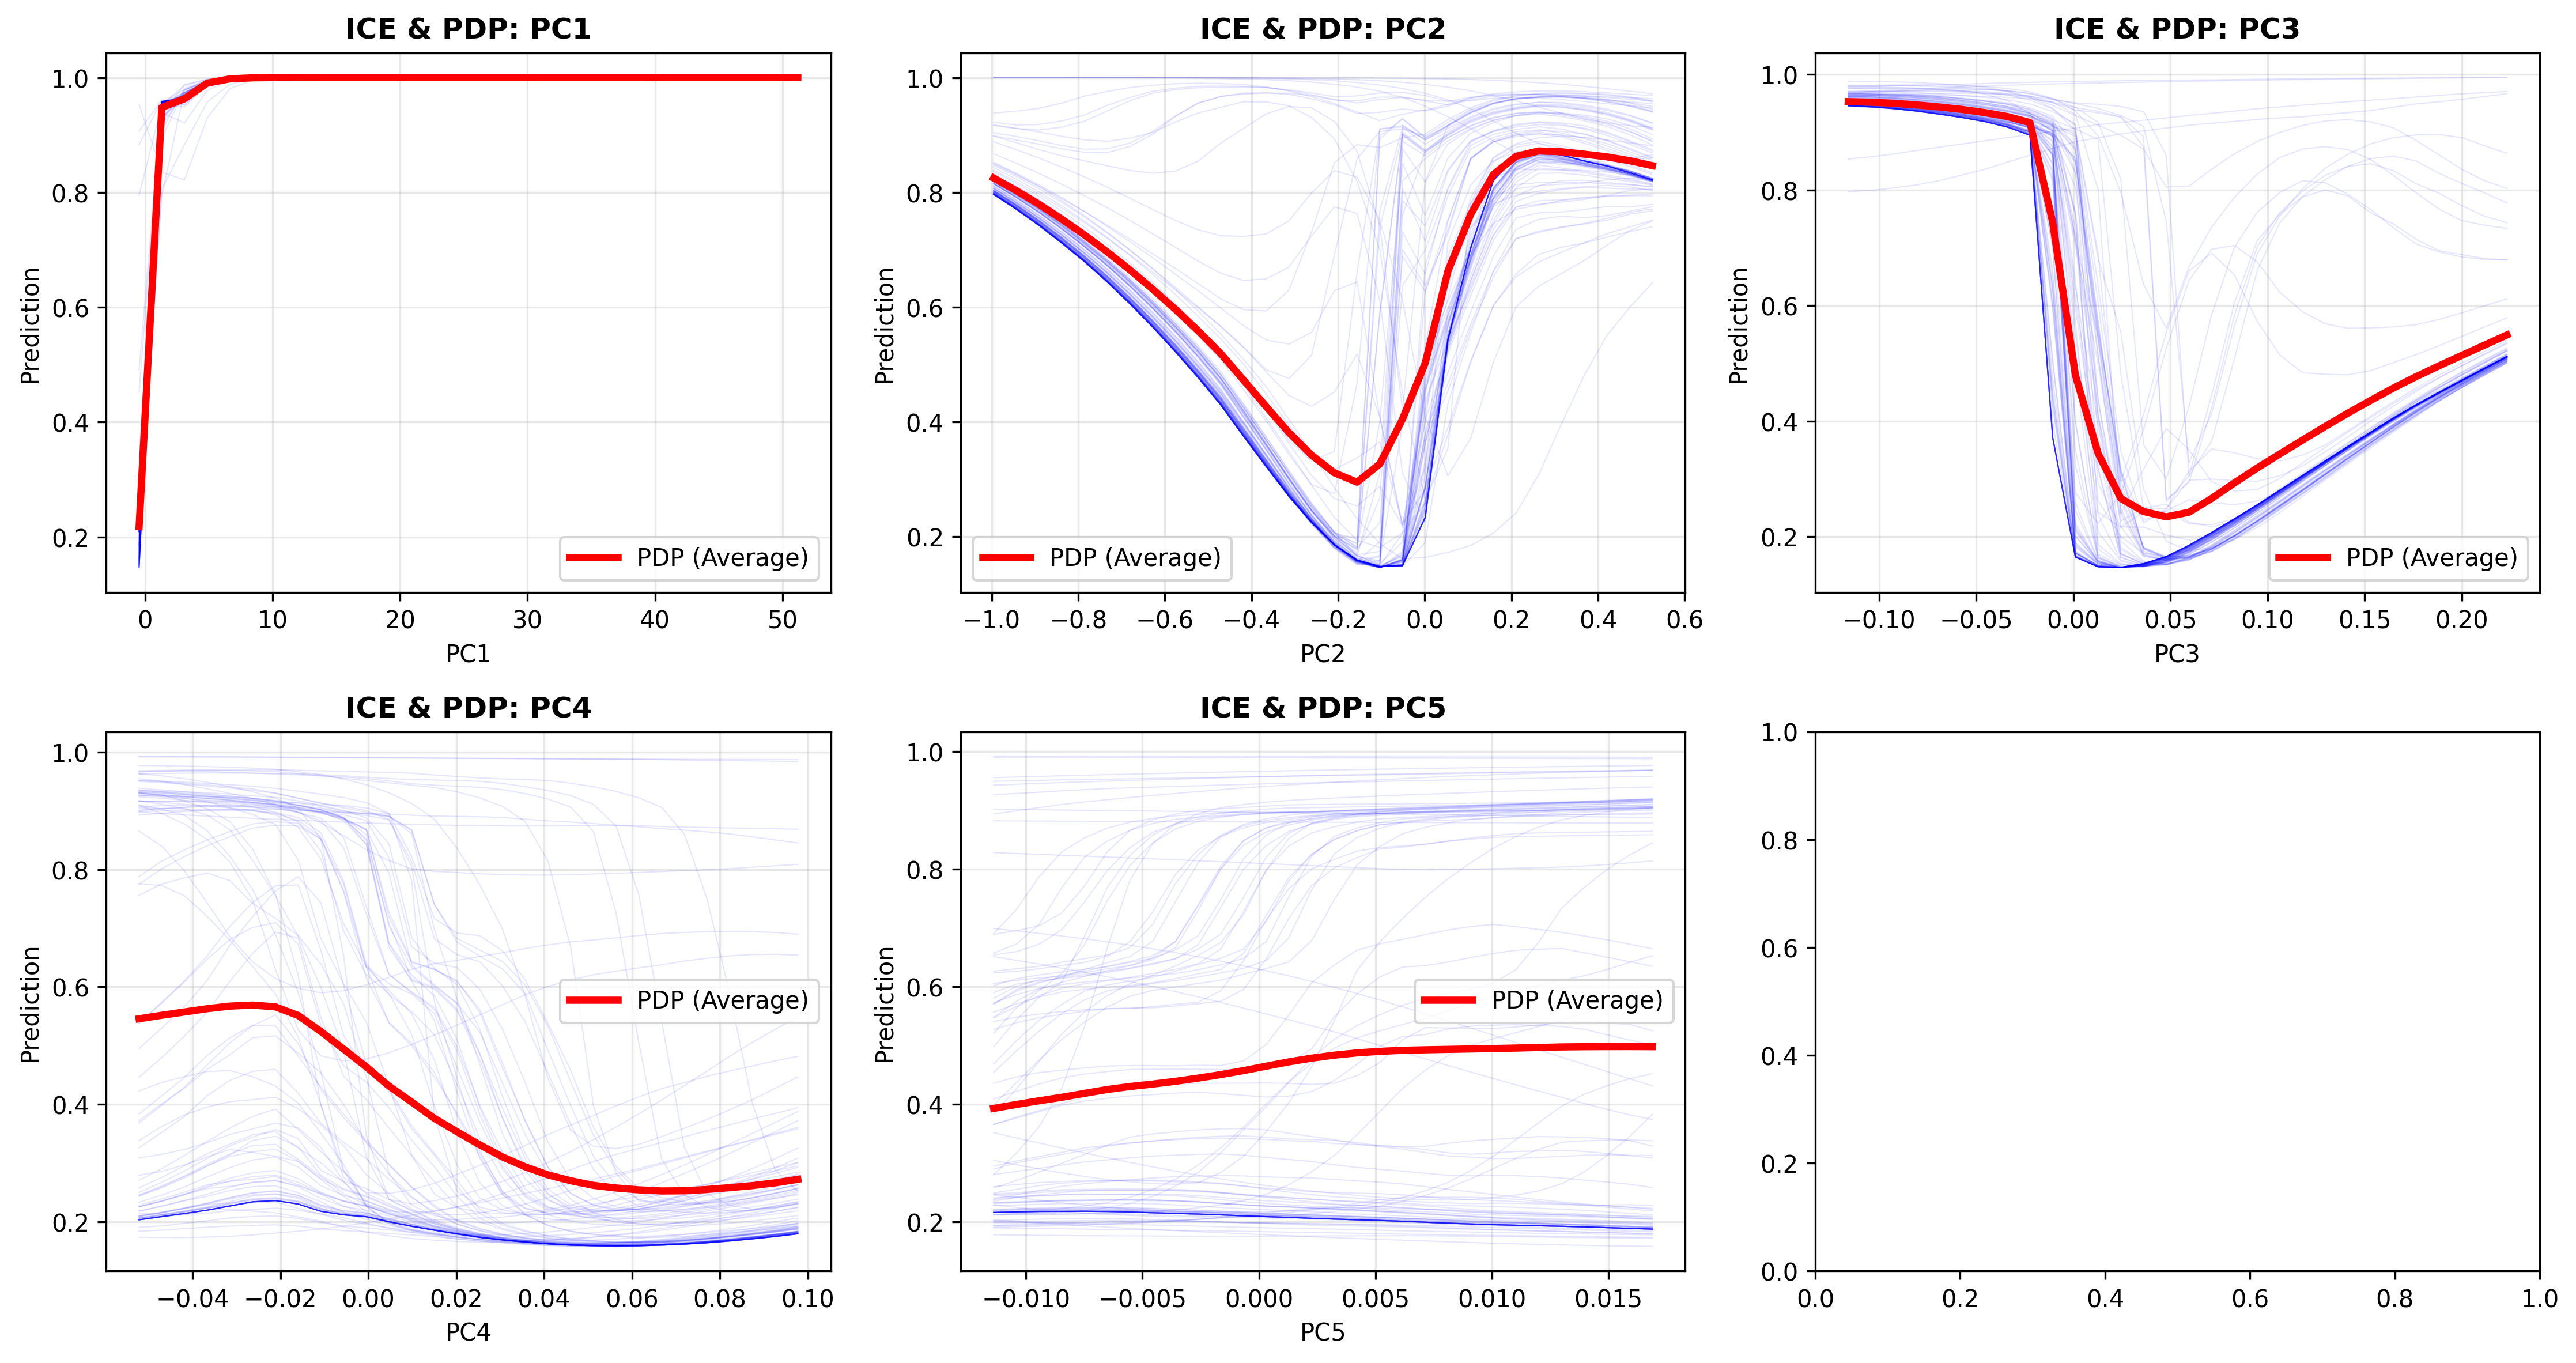 ICE & PDP: PC1
1.0
0.8
0.6
0.4
0.2
Prediction
PDP (Average)
0 10 20 30 40 50
PC1
ICE & PDP: PC2
1.0
0.8
0.6
0.4
0.2
Prediction
PDP (Average)
−1.0 −0.8 −0.6 −0.4 −0.2 0.0 0.2 0.4 0.6
PC2
ICE & PDP: PC3
1.0
0.8
0.6
0.4
0.2
Prediction
PDP (Average)
−0.10 −0.05 0.00 0.05 0.10 0.15 0.20
PC3
ICE & PDP: PC4
1.0
0.8
0.6
0.4
0.2
Prediction
PDP (Average)
−0.04 −0.02 0.00 0.02 0.04 0.06 0.08 0.10
PC4
ICE & PDP: PC5
1.0
0.8
0.6
0.4
0.2
Prediction
PDP (Average)
−0.010 −0.005 0.000 0.005 0.010 0.015
PC5
1.0
0.8
0.6
0.4
0.2
0.0
0.0 0.2 0.4 0.6 0.8 1.0